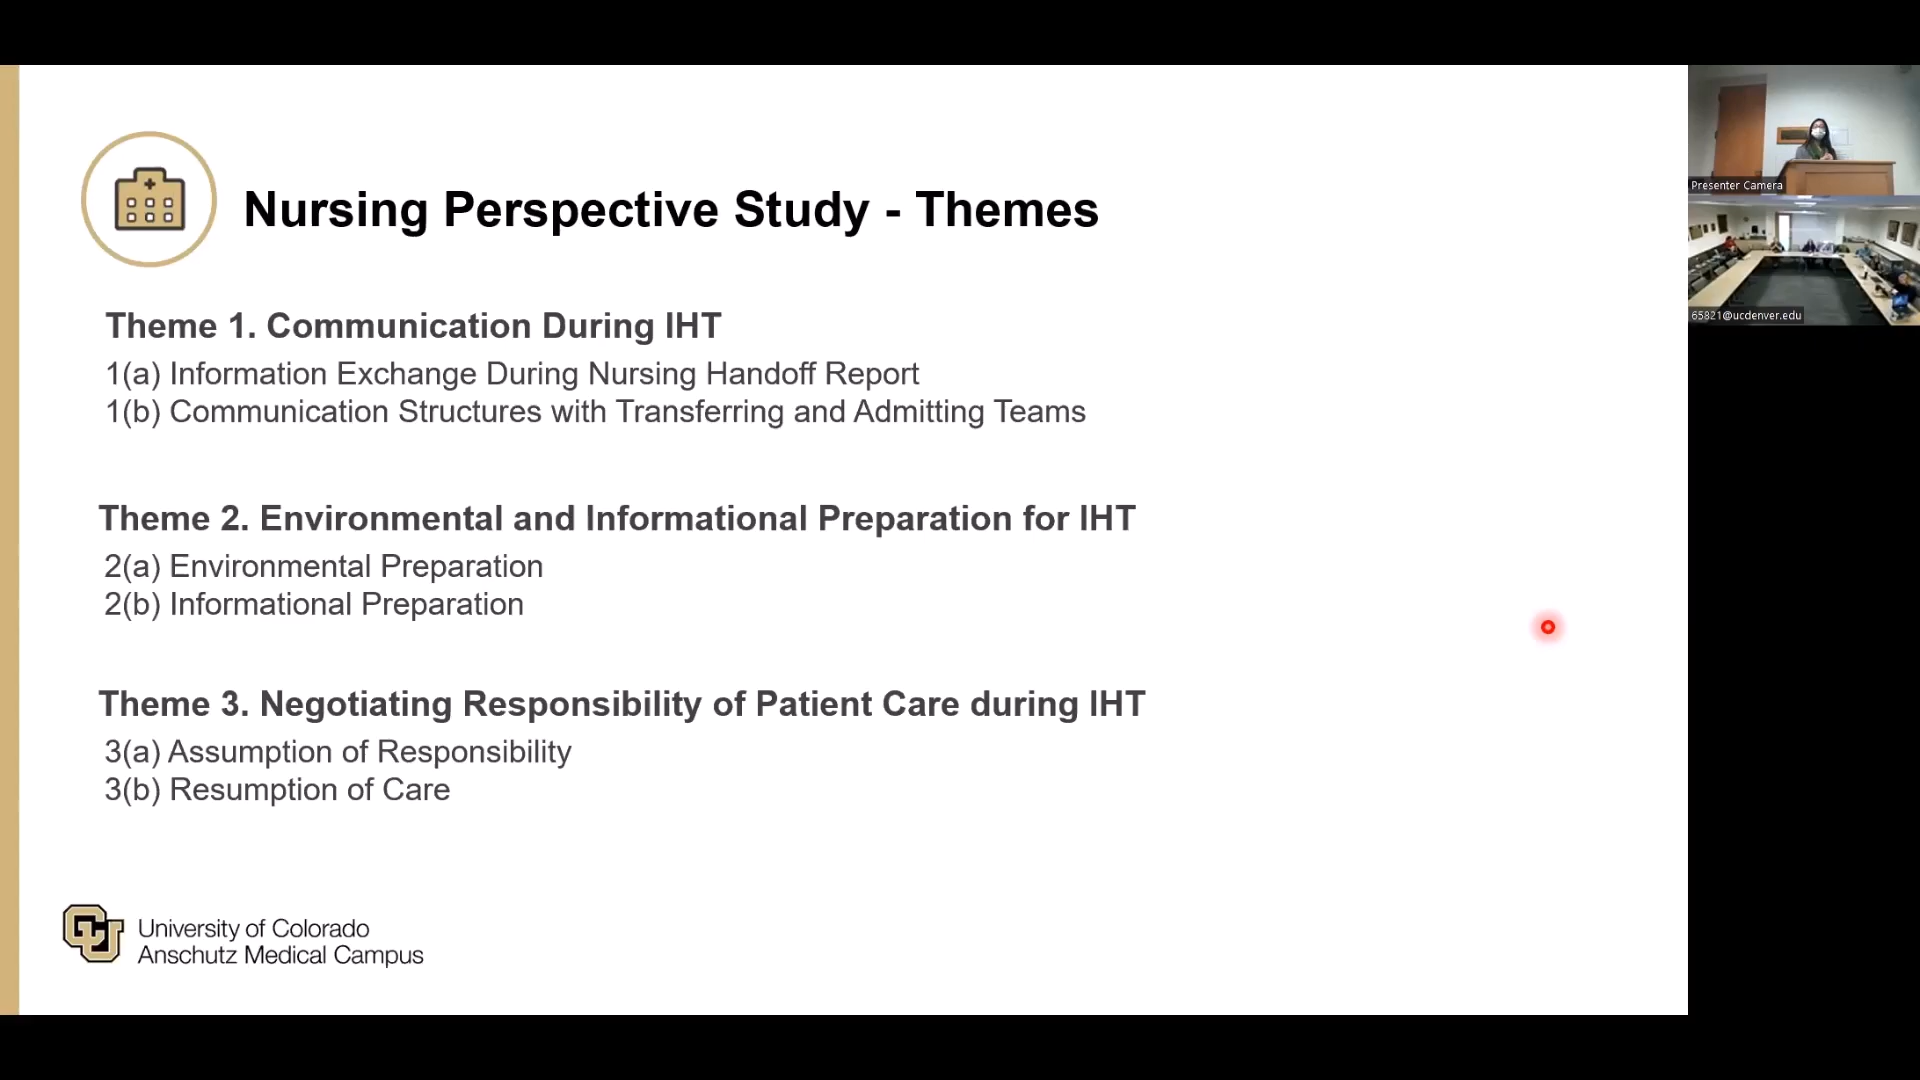 Nursing Perspective Study - Themes
Theme 1. Communication During IHT
1(a) Information Exchange During Nursing Handoff Report
1(b) Communication Structures with Transferring and Admitting Teams
Theme 2. Environmental and Informational Preparation for IHT
2(a) Environmental Preparation
2(b) Informational Preparation
Theme 3. Negotiating Responsibility of Patient Care during IHT
3(a) Assumption of Responsibility
3(b) Resumption of Care
CU
University of Colorado
Anschutz Medical Campus
Presenter Camera
65821@ucdenver.edu